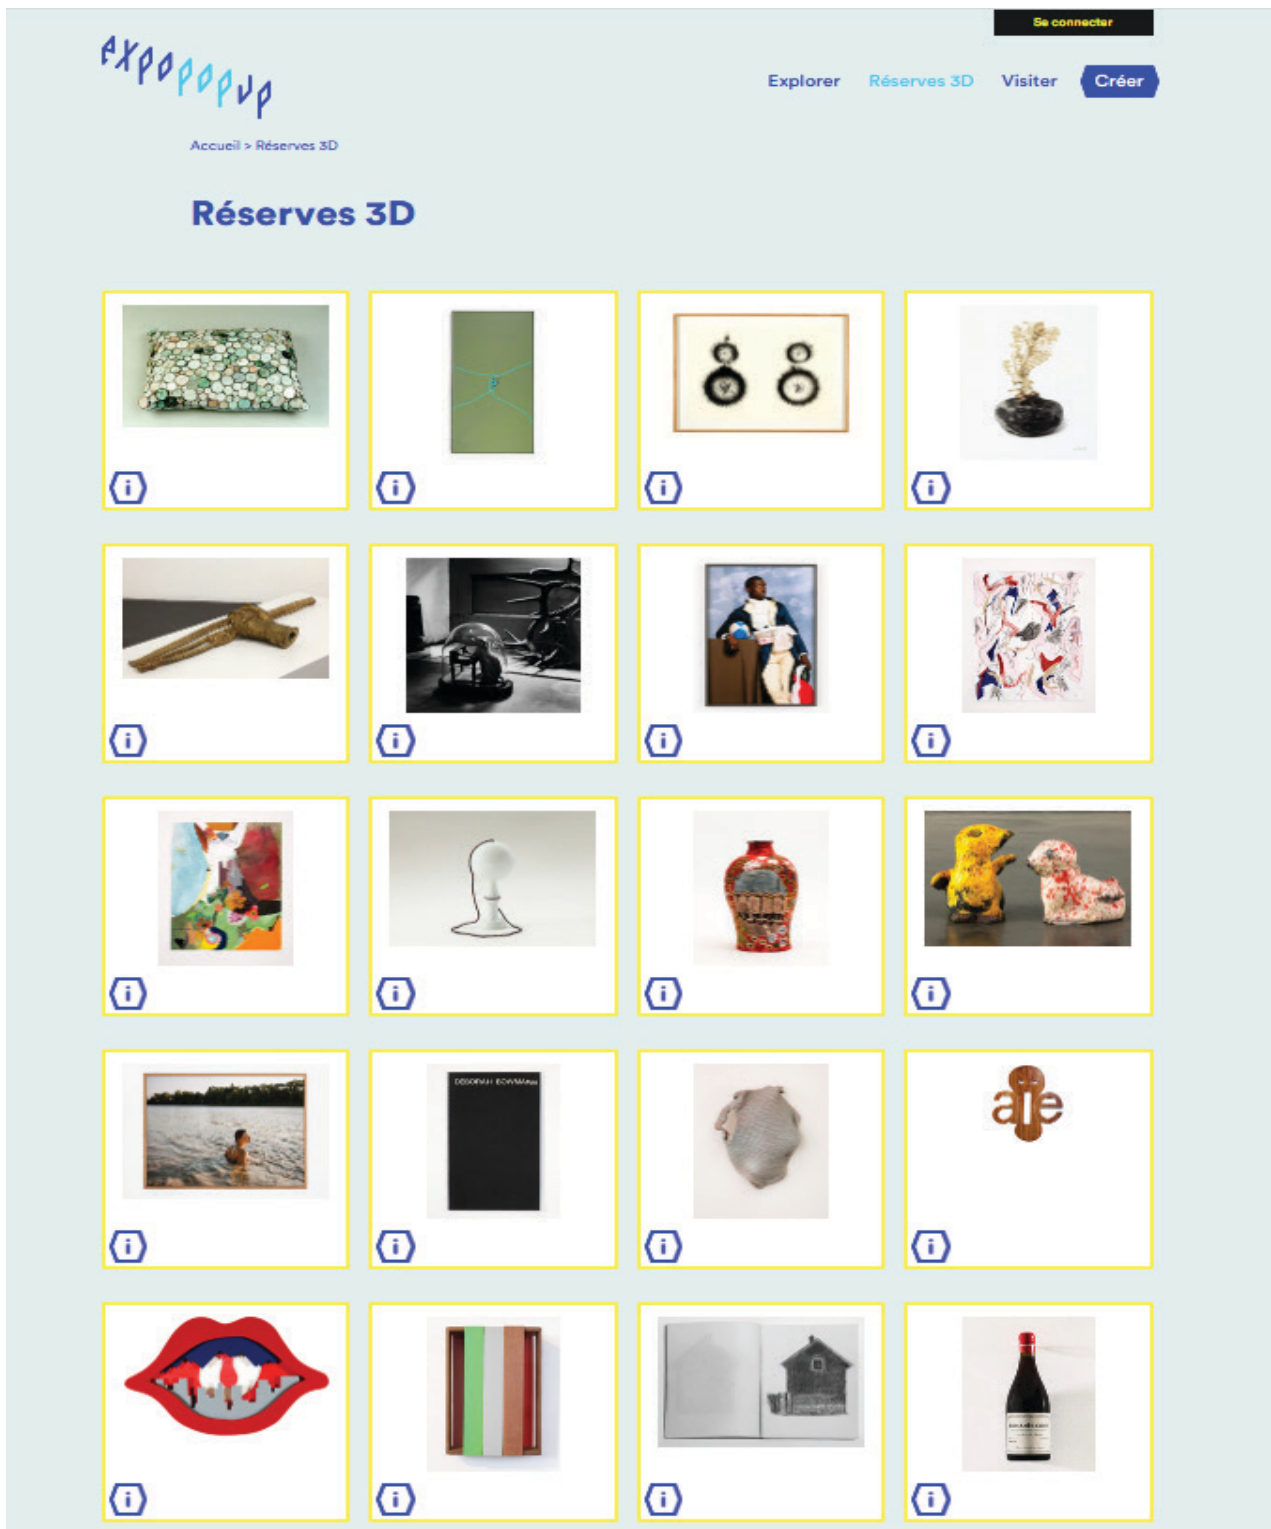 Se connecter
expopopup
Explorer Réserves 3D Visiter Créer
Accueil > Réserves 3D
Réserves 3D
i i i i
i i i i
aïe
i i i i
DEBORAH BOWMANN
i i i i
i i i i